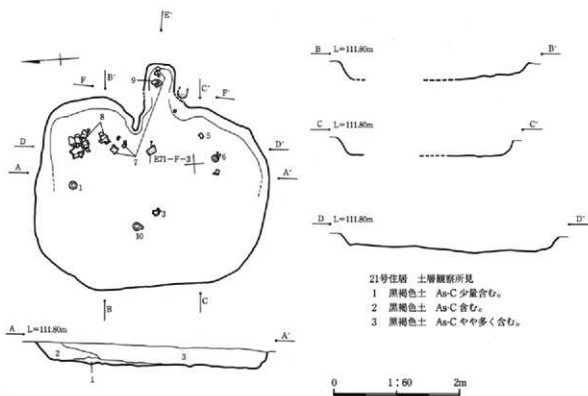 E'
F
B'
9
C'
F'
8
D
5
D'
7
6
E71-F-3
A
1
A'
3
10
B
C
A L=111.80m
A'
2
3
1
B L=111.80m
B'
C L=111.80m
C'
D L=111.80m
D'
21号住居 土層観察所見
1 黒褐色土 As-C 少量含む。
2 黒褐色土 As-C 含む。
3 黒褐色土 As-C やや多く含む。
0 1:60 2m